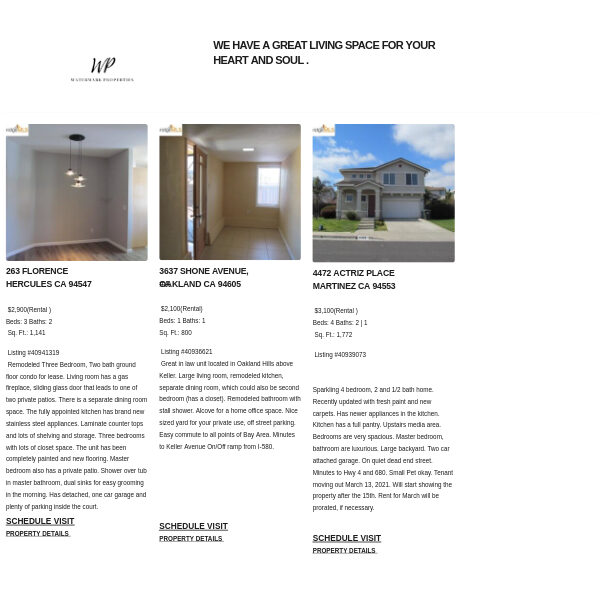 WE HAVE A GREAT LIVING SPACE FOR YOUR
HEART AND SOUL .
WP
WATERMARK PROPERTIES
263 FLORENCE
HERCULES CA 94547
$2,900(Rental )
Beds: 3 Baths: 2
Sq. Ft.: 1,141
Listing #40941319
Remodeled Three Bedroom, Two bath ground
floor condo for lease. Living room has a gas
fireplace, sliding glass door that leads to one of
two private patios. There is a separate dining room
space. The fully appointed kitchen has brand new
stainless steel appliances. Laminate counter tops
and lots of shelving and storage. Three bedrooms
with lots of closet space. The unit has been
completely painted and new flooring. Master
bedroom also has a private patio. Shower over tub
in master bathroom, dual sinks for easy grooming
in the morning. Has detached, one car garage and
plenty of parking inside the court.
SCHEDULE VISIT
PROPERTY DETAILS
3637 SHONE AVENUE,
OAKLAND CA 94605
$2,100(Rental)
Beds: 1 Baths: 1
Sq. Ft.: 800
Listing #40936621
Great in law unit located in Oakland Hills above
Keller. Large living room, remodeled kitchen,
separate dining room, which could also be second
bedroom (has a closet). Remodeled bathroom with
stall shower. Alcove for a home office space. Nice
sized yard for your private use, off street parking.
Easy commute to all points of Bay Area. Minutes
to Keller Avenue On/Off ramp from I-580.
SCHEDULE VISIT
PROPERTY DETAILS
4472 ACTRIZ PLACE
MARTINEZ CA 94553
$3,100(Rental )
Beds: 4 Baths: 2 | 1
Sq. Ft.: 1,772
Listing #40939073
Sparkling 4 bedroom, 2 and 1/2 bath home.
Recently updated with fresh paint and new
carpets. Has newer appliances in the kitchen.
Kitchen has a full pantry. Upstairs media area.
Bedrooms are very spacious. Master bedroom,
bathroom are luxurious. Large backyard. Two car
attached garage. On quiet dead end street.
Minutes to Hwy 4 and 680. Small Pet okay. Tenant
moving out March 13, 2021. Will start showing the
property after the 15th. Rent for March will be
prorated, if necessary.
SCHEDULE VISIT
PROPERTY DETAILS